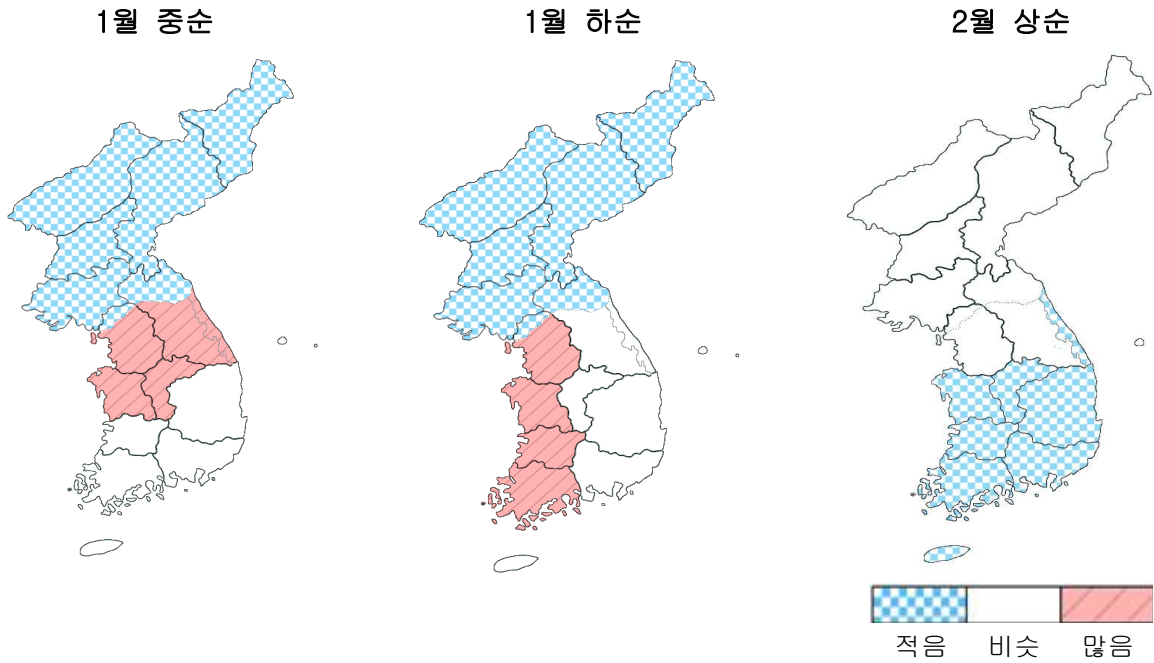 1월 중순
1월 하순
2월 상순
적음
비슷
많음